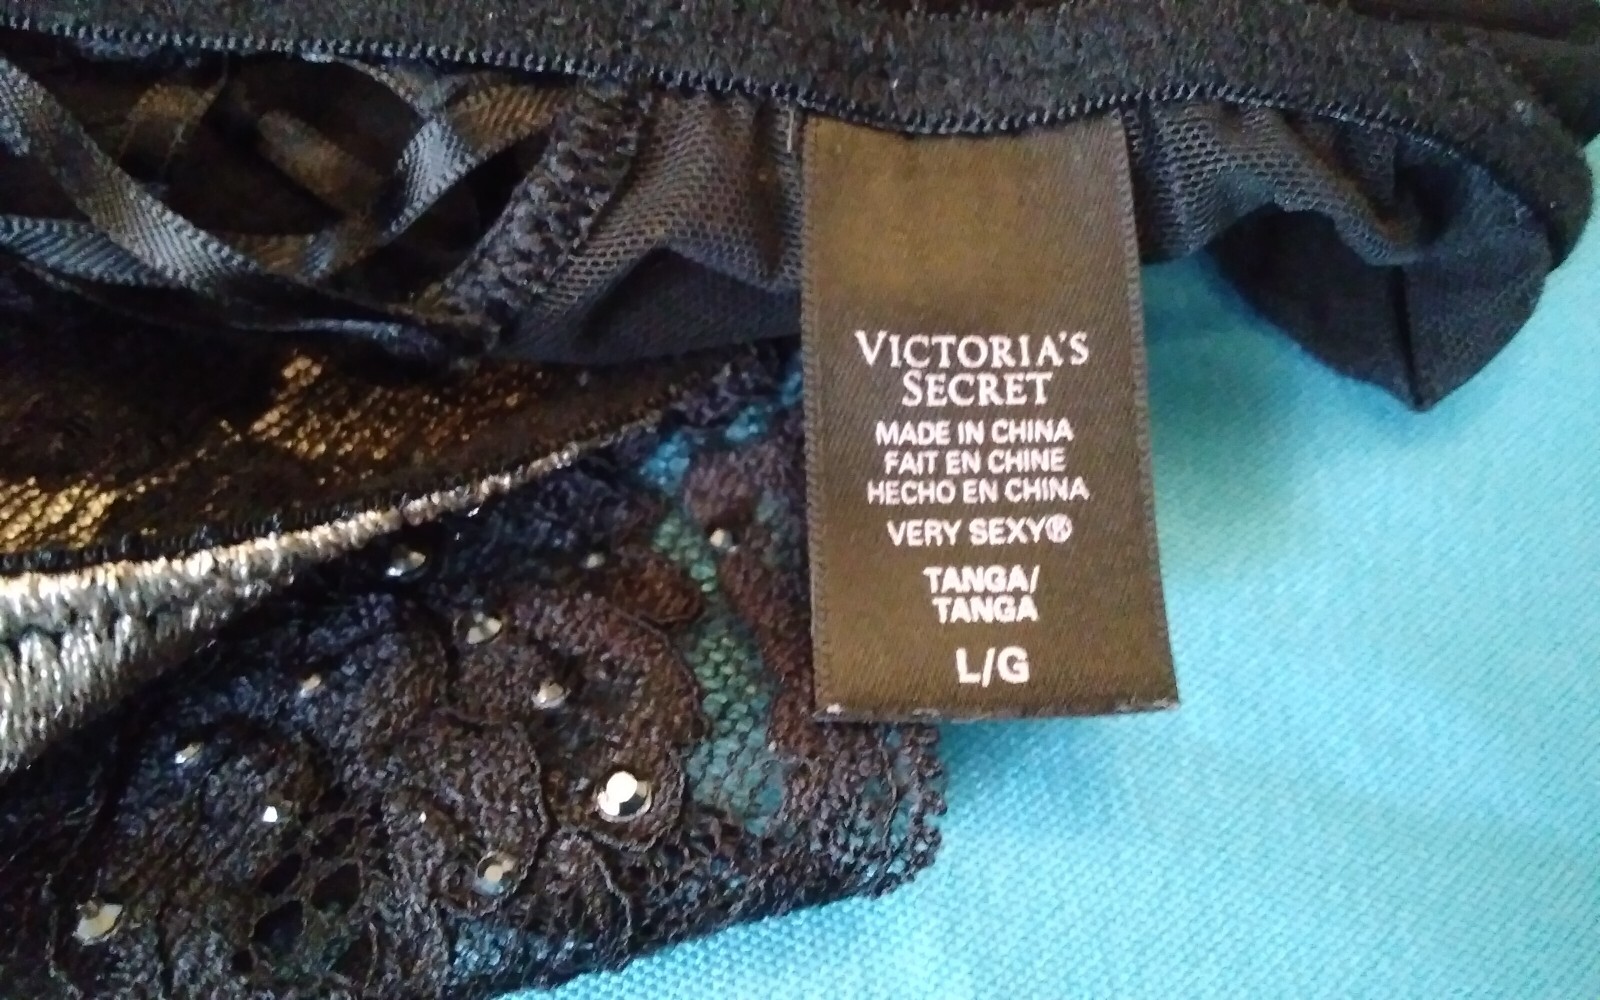 VICTORIA'S
SECRET
MADE IN CHINA
FAIT EN CHINE
HECHO EN CHINA
VERY SEXY®
TANGA/
TANGA
L/G